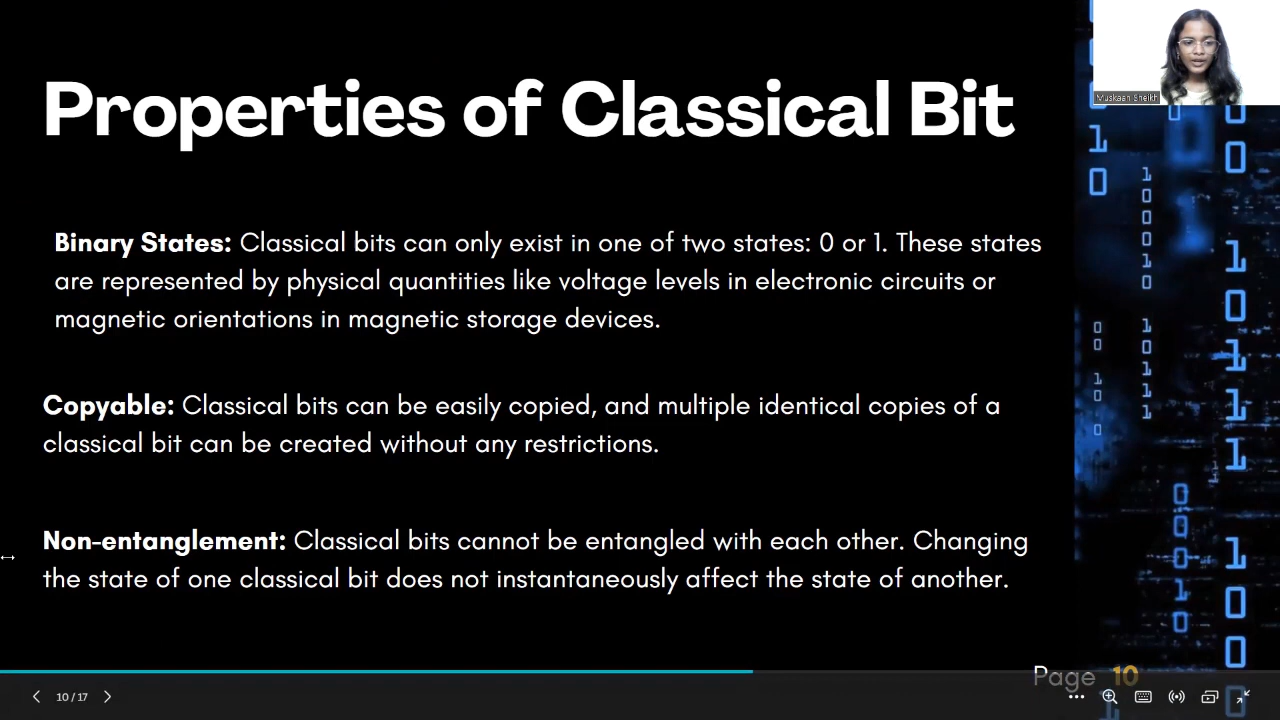 Properties of Classical Bit
Muskaan Sheikh
Binary States: Classical bits can only exist in one of two states: 0 or 1. These states
are represented by physical quantities like voltage levels in electronic circuits or
magnetic orientations in magnetic storage devices.
Copyable: Classical bits can be easily copied, and multiple identical copies of a
classical bit can be created without any restrictions.
Non-entanglement: Classical bits cannot be entangled with each other. Changing
the state of one classical bit does not instantaneously affect the state of another.
Page 10
10 / 17